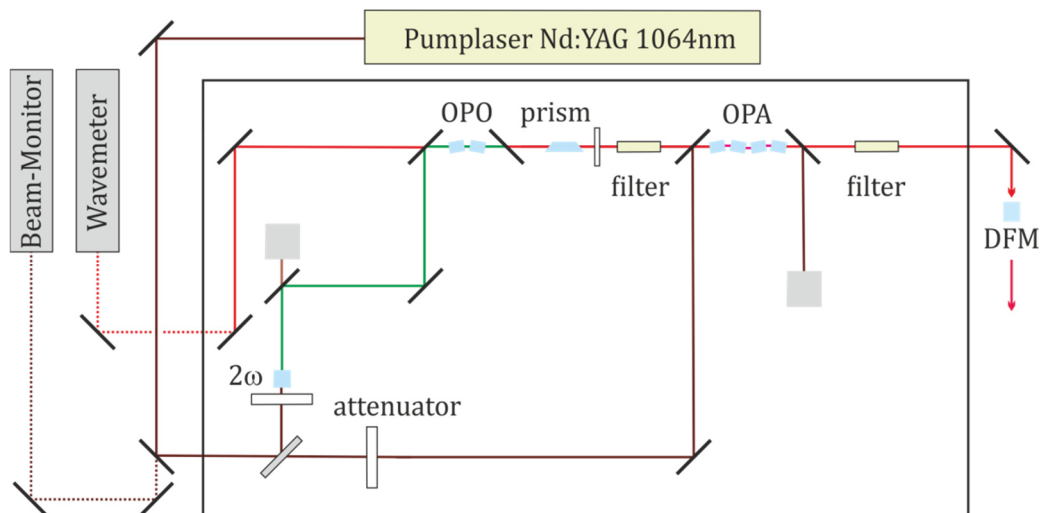 Pumplaser Nd:YAG 1064nm
Beam-Monitor
Wavemeter
OPO
prism
OPA
filter
filter
DFM
2ω
attenuator